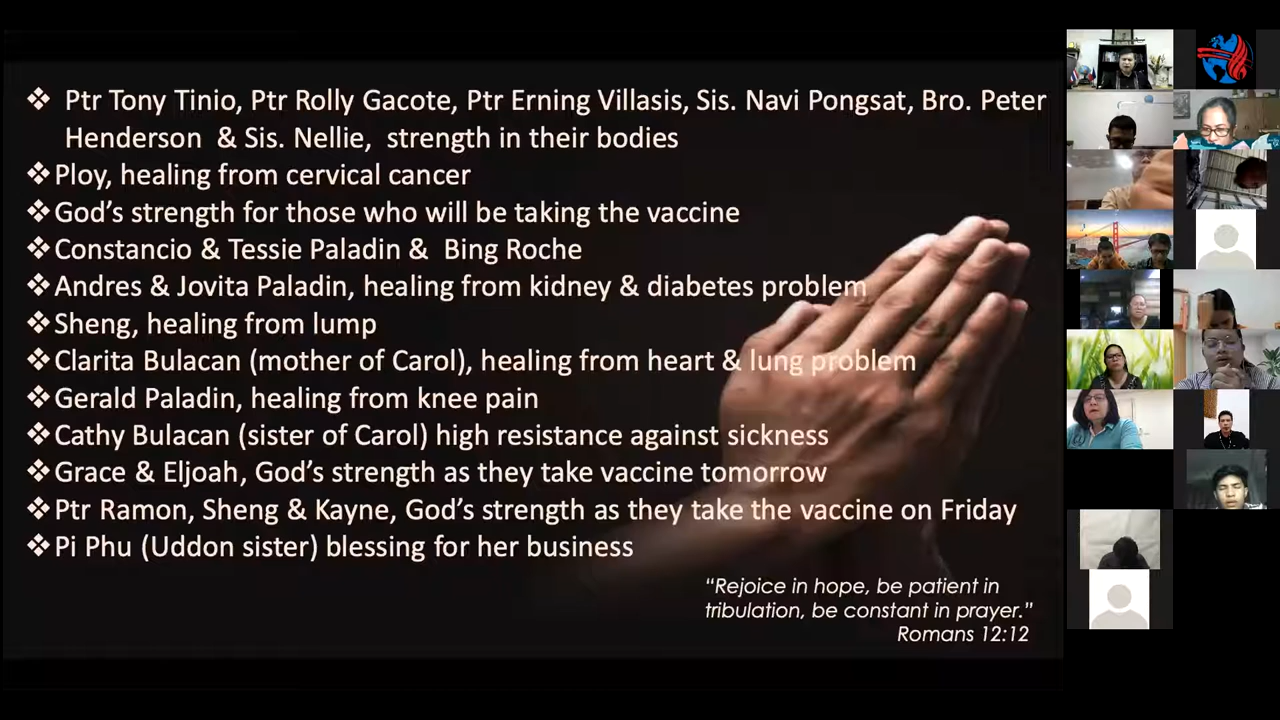 ❖ Ptr Tony Tinio, Ptr Rolly Gacote, Ptr Erning Villasis, Sis. Navi Pongsat, Bro. Peter
Henderson & Sis. Nellie, strength in their bodies
❖ Ploy, healing from cervical cancer
❖ God’s strength for those who will be taking the vaccine
❖ Constancio & Tessie Paladin & Bing Roche
❖ Andres & Jovita Paladin, healing from kidney & diabetes problem
❖ Sheng, healing from lump
❖ Clarita Bulacan (mother of Carol), healing from heart & lung problem
❖ Gerald Paladin, healing from knee pain
❖ Cathy Bulacan (sister of Carol) high resistance against sickness
❖ Grace & Eljoah, God’s strength as they take vaccine tomorrow
❖ Ptr Ramon, Sheng & Kayne, God’s strength as they take the vaccine on Friday
❖ Pi Phu (Uddon sister) blessing for her business
“Rejoice in hope, be patient in
tribulation, be constant in prayer.”
Romans 12:12